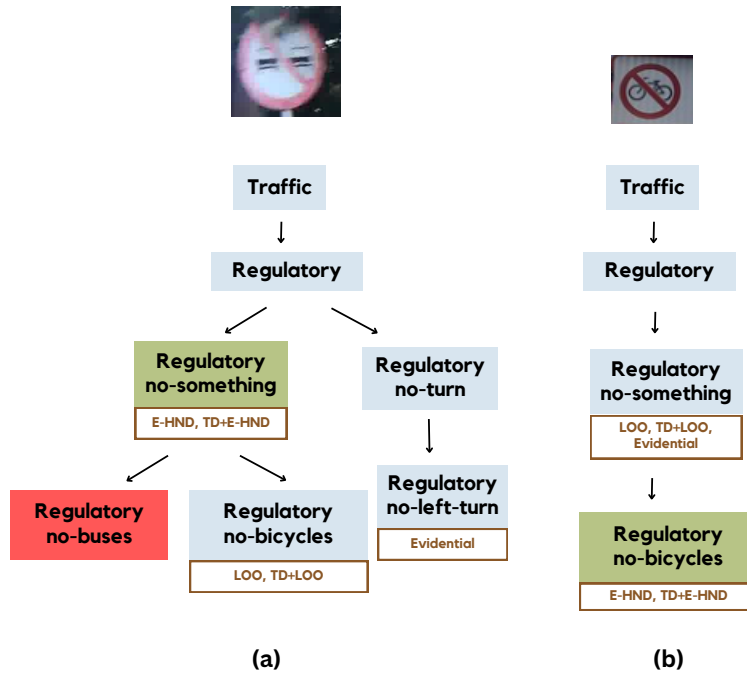 Traffic
Regulatory
Regulatory
no-something
E-HND, TD+E-HND
Regulatory
no-turn
Regulatory
no-buses
Regulatory
no-bicycles
LOO, TD+LOO
Regulatory
no-left-turn
Evidential
(a)
Traffic
Regulatory
Regulatory
no-something
LOO, TD+LOO,
Evidential
Regulatory
no-bicycles
E-HND, TD+E-HND
(b)